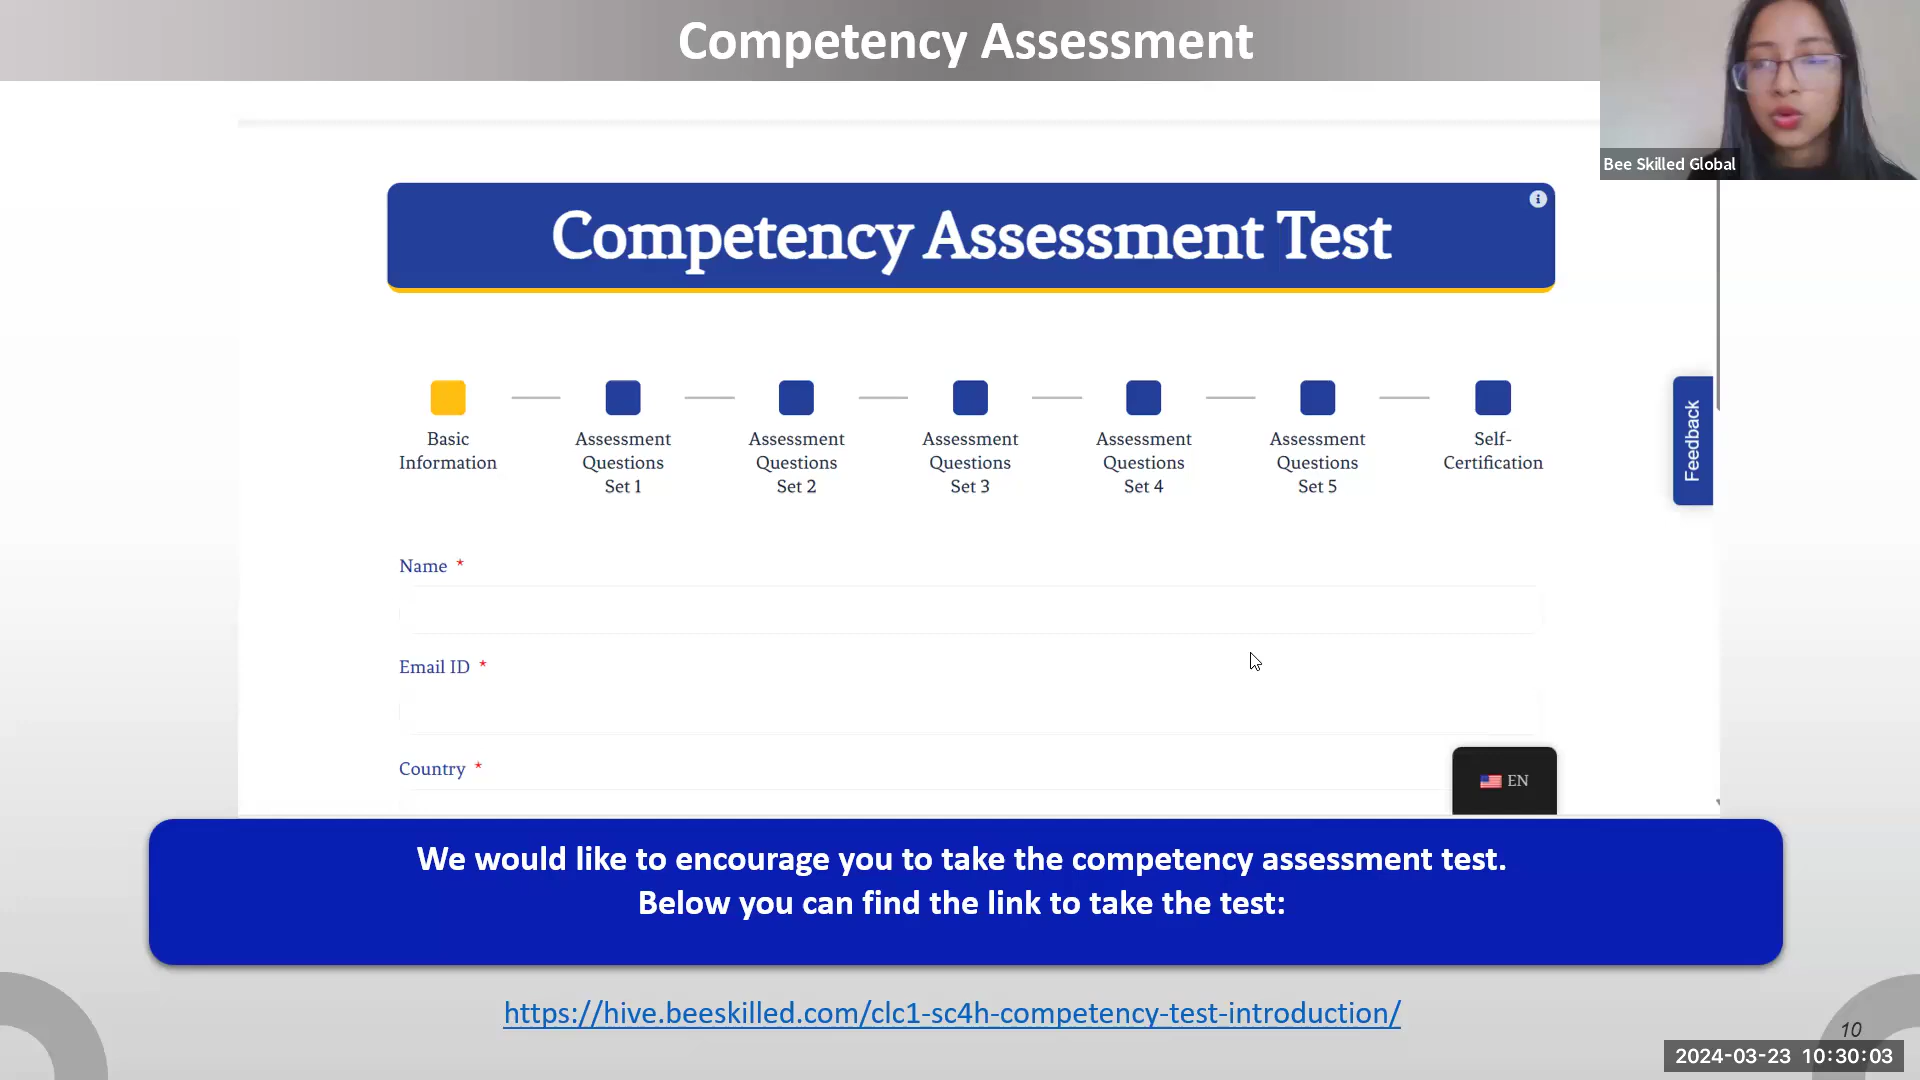 Competency Assessment
Bee Skilled Global
Competency Assessment Test
Basic
Information
Assessment
Questions
Set 1
Assessment
Questions
Set 2
Assessment
Questions
Set 3
Assessment
Questions
Set 4
Assessment
Questions
Set 5
Self-
Certification
Feedback
Name *
Email ID *
Country *
EN
We would like to encourage you to take the competency assessment test.
Below you can find the link to take the test:
https://hive.beeskilled.com/clc1-sc4h-competency-test-introduction/
10
2024-03-23 10:30:03